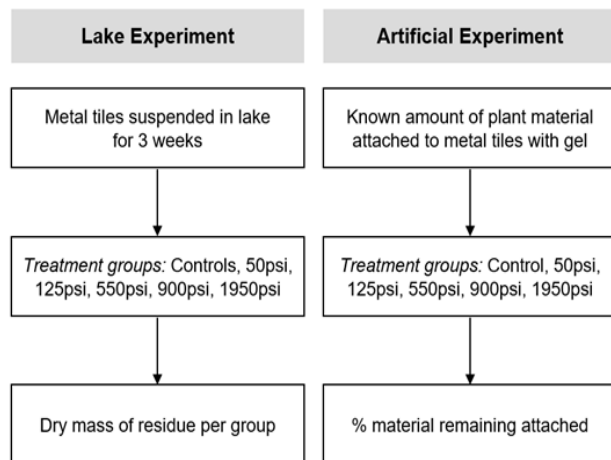 Lake Experiment
Metal tiles suspended in lake
for 3 weeks
Treatment groups: Controls, 50psi,
125psi, 550psi, 900psi, 1950psi
Dry mass of residue per group
Artificial Experiment
Known amount of plant material
attached to metal tiles with gel
Treatment groups: Control, 50psi,
125psi, 550psi, 900psi, 1950psi
% material remaining attached